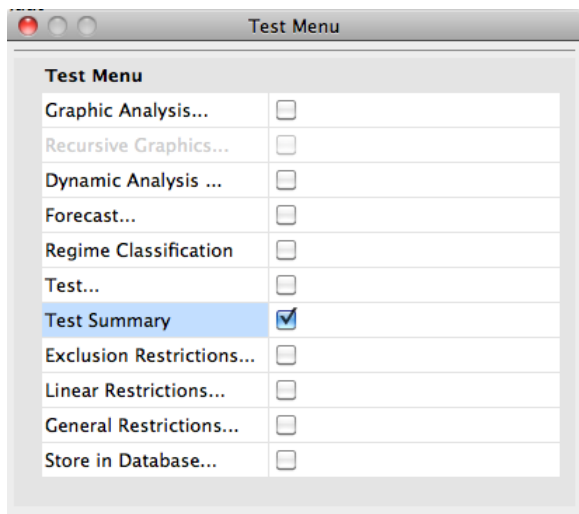 Test Menu
Test Menu
Graphic Analysis...
Recursive Graphics...
Dynamic Analysis ...
Forecast...
Regime Classification
Test...
Test Summary
Exclusion Restrictions...
Linear Restrictions...
General Restrictions...
Store in Database...